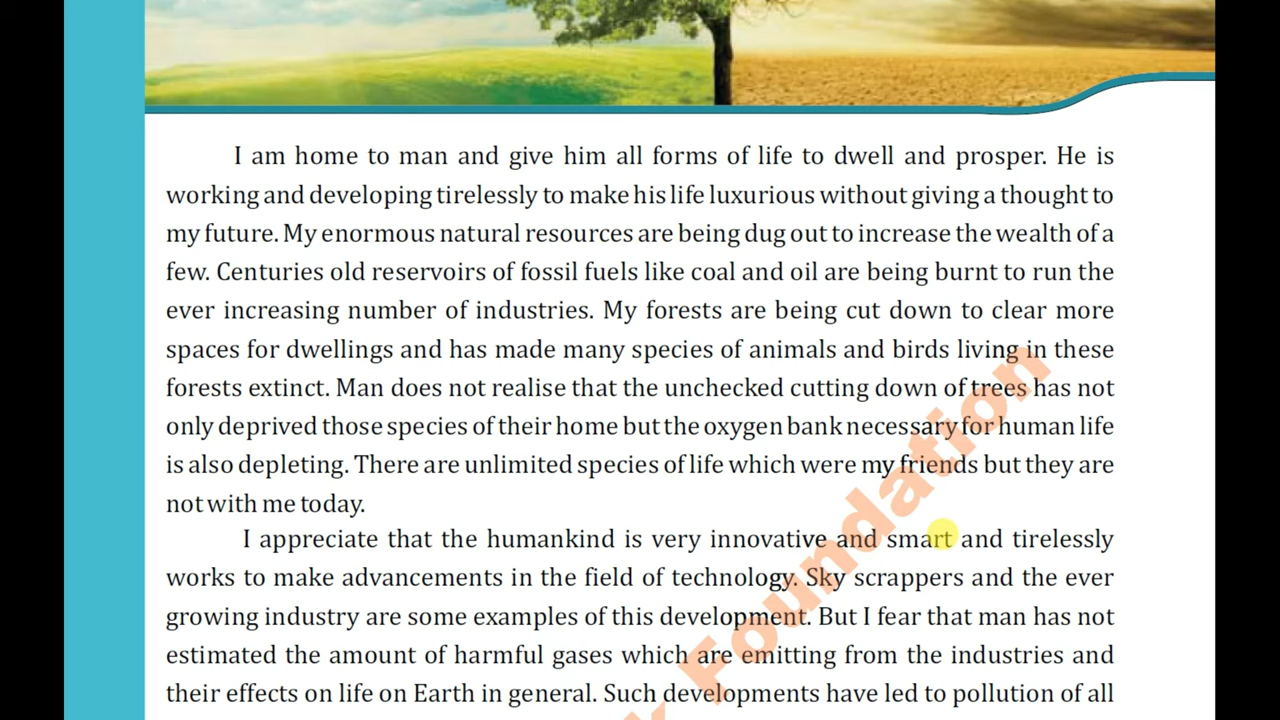 I am home to man and give him all forms of life to dwell and prosper. He is
working and developing tirelessly to make his life luxurious without giving a thought to
my future. My enormous natural resources are being dug out to increase the wealth of a
few. Centuries old reservoirs of fossil fuels like coal and oil are being burnt to run the
ever increasing number of industries. My forests are being cut down to clear more
spaces for dwellings and has made many species of animals and birds living in these
forests extinct. Man does not realise that the unchecked cutting down of trees has not
only deprived those species of their home but the oxygen bank necessary for human life
is also depleting. There are unlimited species of life which were my friends but they are
not with me today.
I appreciate that the humankind is very innovative and smart and tirelessly
works to make advancements in the field of technology. Sky scrappers and the ever
growing industry are some examples of this development. But I fear that man has not
estimated the amount of harmful gases which are emitting from the industries and
their effects on life on Earth in general. Such developments have led to pollution of all
Foundation